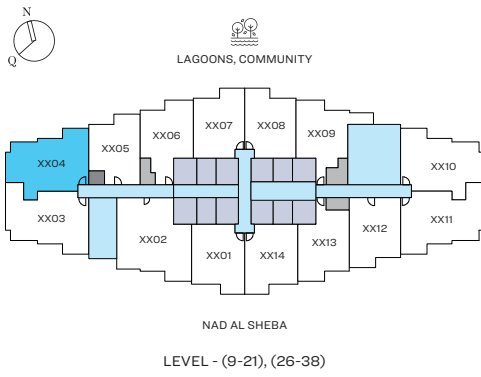 N
Q
LAGOONS, COMMUNITY
XX07 XX08
XX06 XX09
XX05
XX04 XX10
XX03 XX11
XX02 XX12
XX01 XX14 XX13
NAD AL SHEBA
LEVEL - (9-21), (26-38)